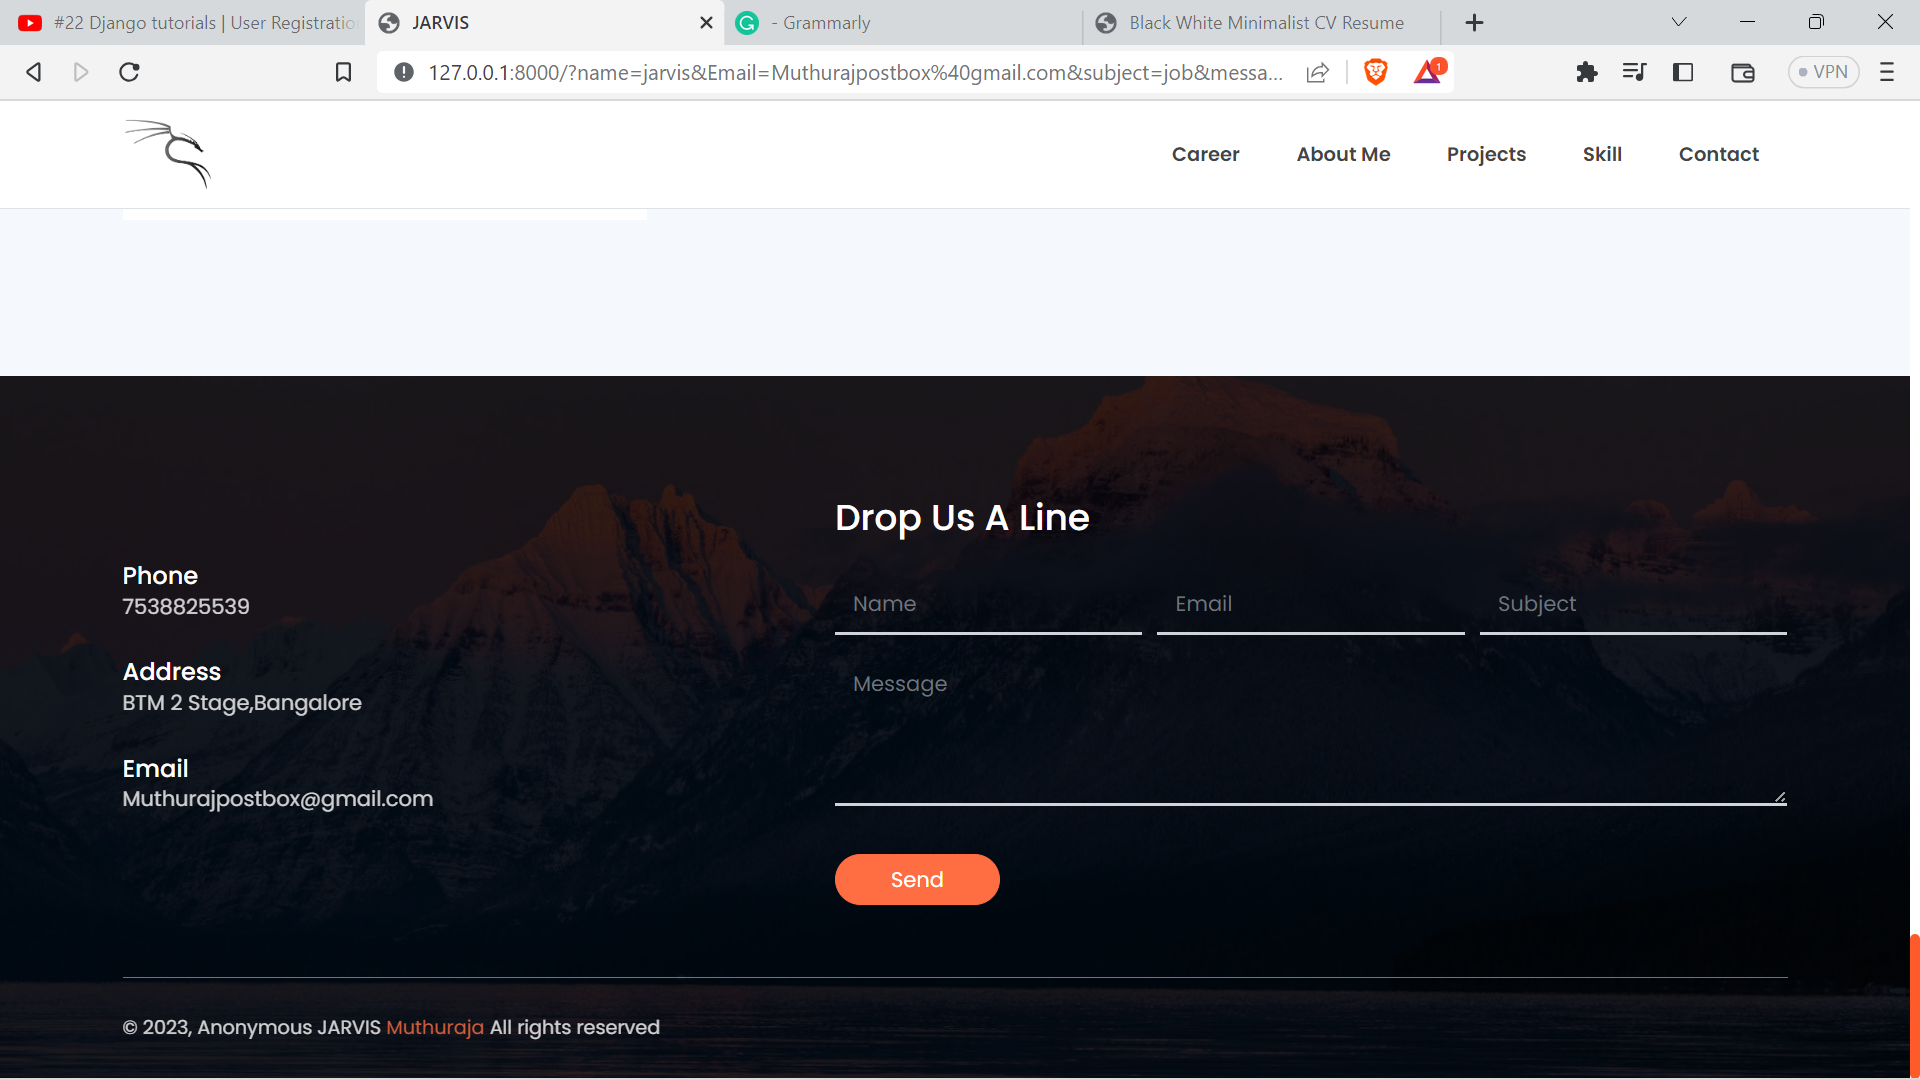 #22 Django tutorials | User Registratio
JARVIS
- Grammarly
Black White Minimalist CV Resume
127.0.0.1:8000/?name=jarvis&Email=Muthurajpostbox%40gmail.com&subject=job&messa...
1
VPN
Career
About Me
Projects
Skill
Contact
Drop Us A Line
Phone
7538825539
Address
BTM 2 Stage,Bangalore
Email
Muthurajpostbox@gmail.com
Name
Email
Subject
Message
Send
© 2023, Anonymous JARVIS Muthuraja All rights reserved